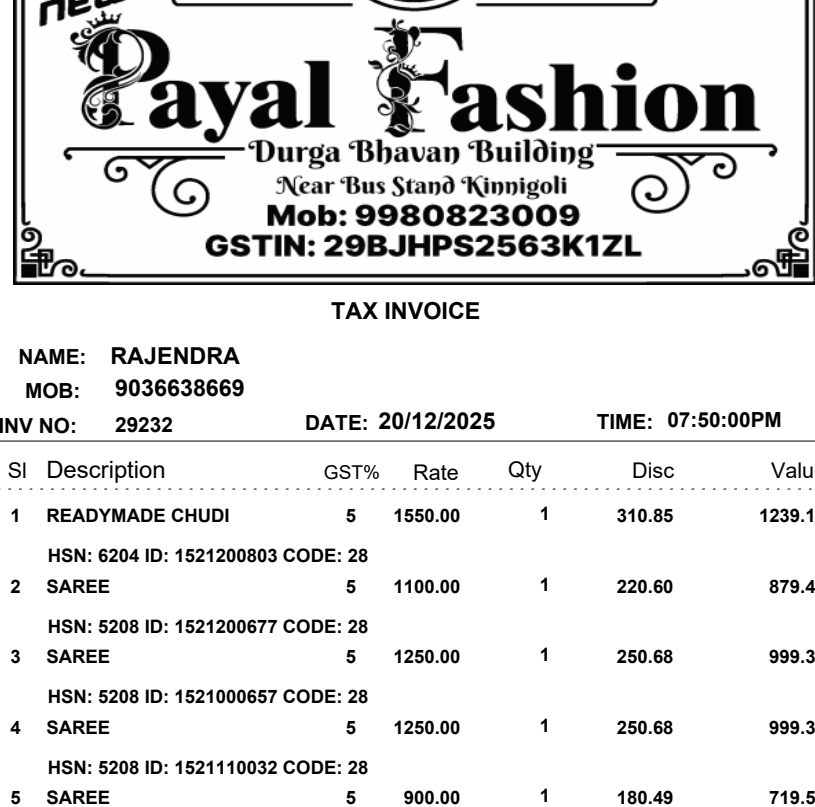 new
Payal Fashion
Durga Bhavan Building
Near Bus Stand Kinnigoli
Mob: 9980823009
GSTIN: 29BJHPS2563K1ZL
TAX INVOICE
NAME: RAJENDRA
MOB: 9036638669
INV NO: 29232 DATE: 20/12/2025 TIME: 07:50:00PM
Sl Description GST% Rate Qty Disc Valu
1 READYMADE CHUDI 5 1550.00 1 310.85 1239.1
HSN: 6204 ID: 1521200803 CODE: 28
2 SAREE 5 1100.00 1 220.60 879.4
HSN: 5208 ID: 1521200677 CODE: 28
3 SAREE 5 1250.00 1 250.68 999.3
HSN: 5208 ID: 1521000657 CODE: 28
4 SAREE 5 1250.00 1 250.68 999.3
HSN: 5208 ID: 1521110032 CODE: 28
5 SAREE 5 900.00 1 180.49 719.5